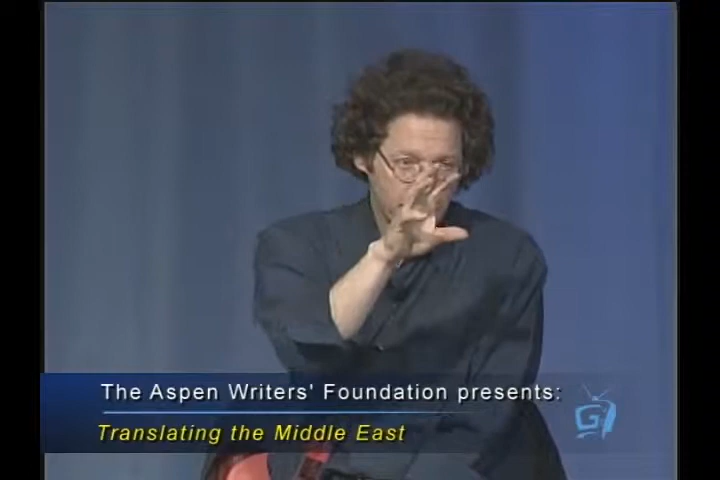 The Aspen Writers' Foundation presents:
Translating the Middle East
G